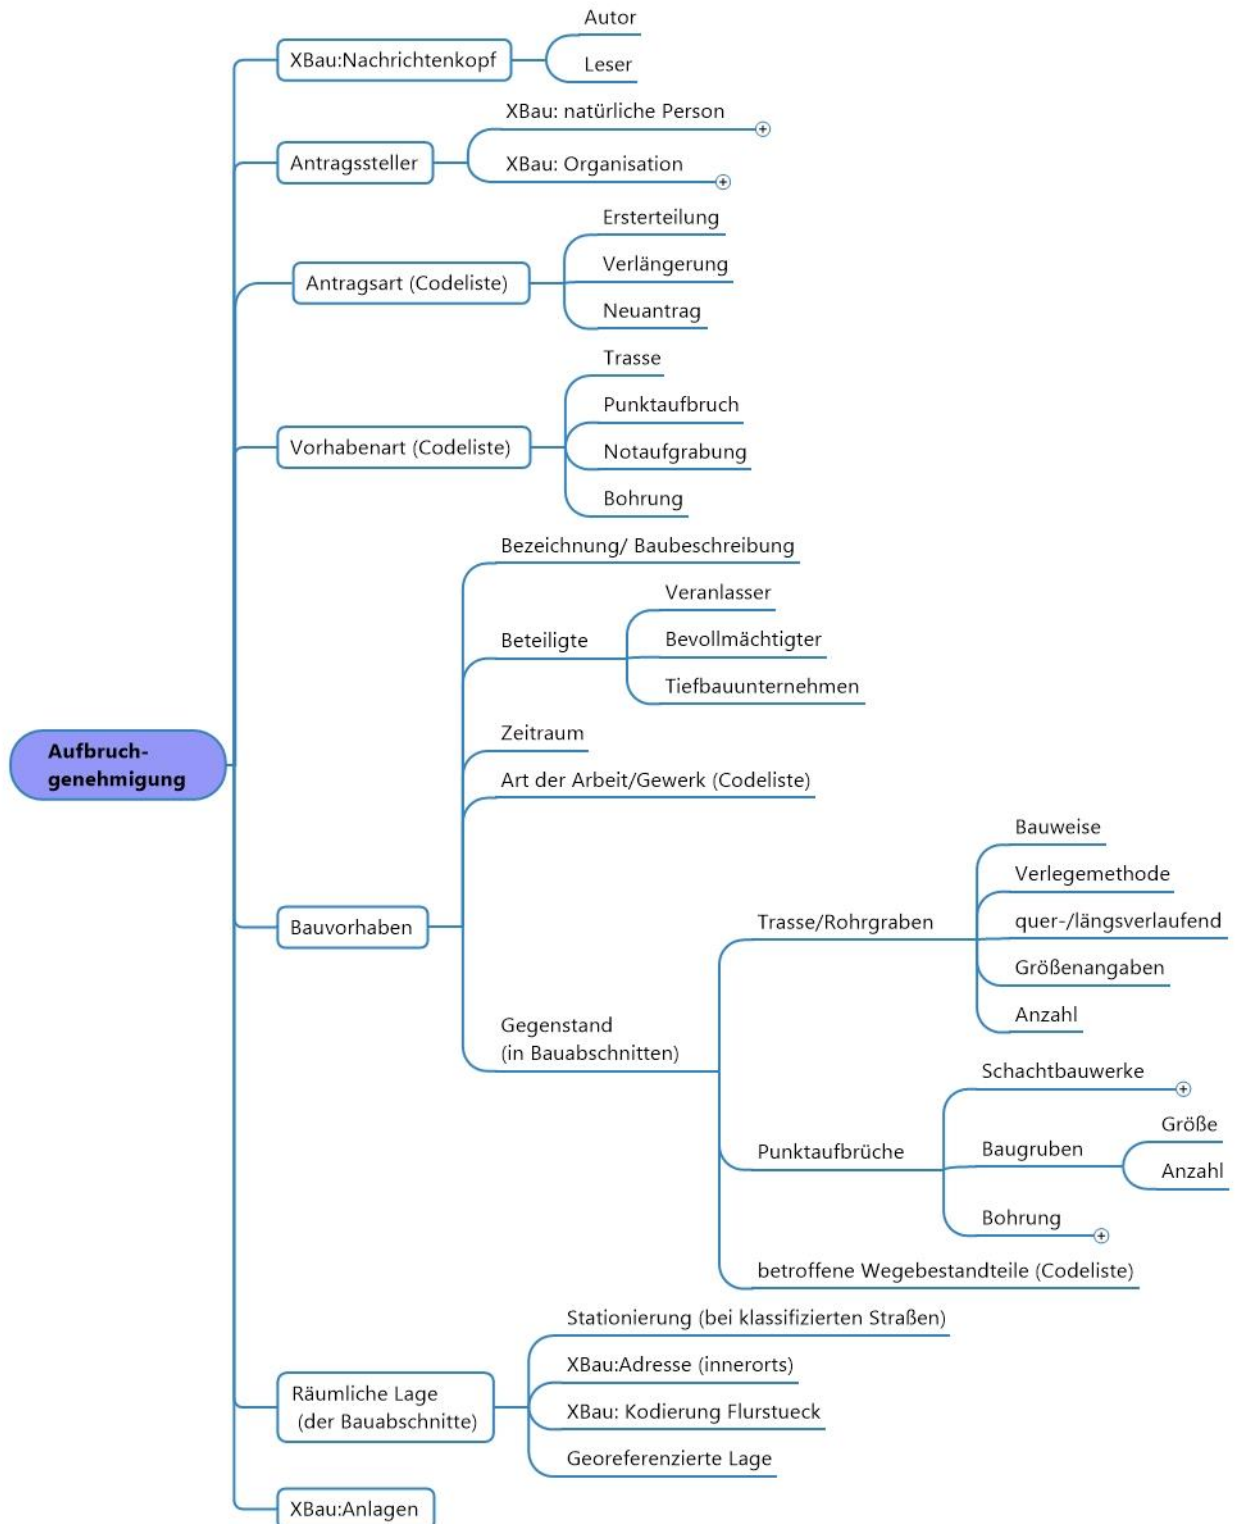 Autor
XBau:Nachrichtenkopf
Leser
XBau: natürliche Person
Antragssteller
XBau: Organisation
Ersterteilung
Verlängerung
Antragsart (Codeliste)
Neuantrag
Trasse
Punktaufbruch
Vorhabenart (Codeliste)
Notaufgrabung
Bohrung
Bezeichnung/ Baubeschreibung
Veranlasser
Beteiligte
Bevollmächtigter
Tiefbauunternehmen
Zeitraum
Aufbruch-
genehmigung
Art der Arbeit/Gewerk (Codeliste)
Bauweise
Verlegemethode
Bauvorhaben
Trasse/Rohrgraben
quer-/längsverlaufend
Größenangaben
Anzahl
Gegenstand
(in Bauabschnitten)
Schachtbauwerke
Größe
Punktaufbrüche
Baugruben
Anzahl
Bohrung
betroffene Wegebestandteile (Codeliste)
Stationierung (bei klassifizierten Straßen)
XBau:Adresse (innerorts)
Räumliche Lage
(der Bauabschnitte)
XBau: Kodierung Flurstueck
Georeferenzierte Lage
XBau:Anlagen